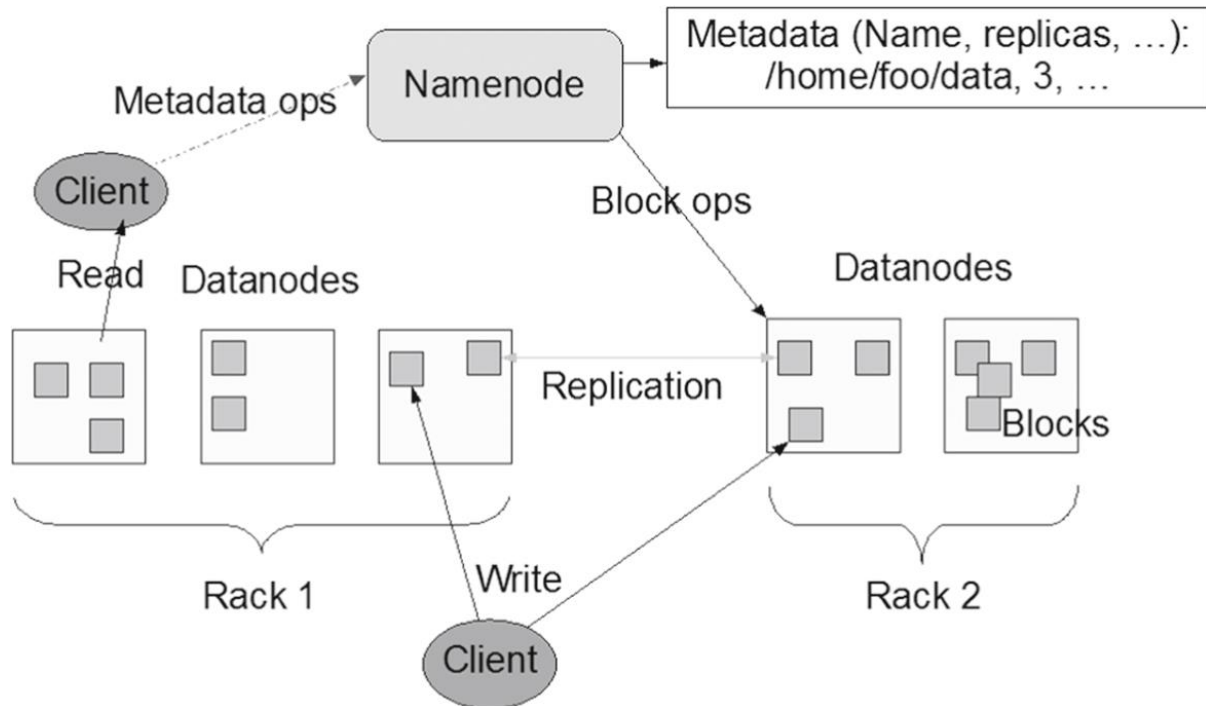 Metadata (Name, replicas, …):
/home/foo/data, 3, …
Namenode
Metadata ops
Client
Block ops
Read
Datanodes
Datanodes
Replication
Blocks
Rack 1
Write
Rack 2
Client